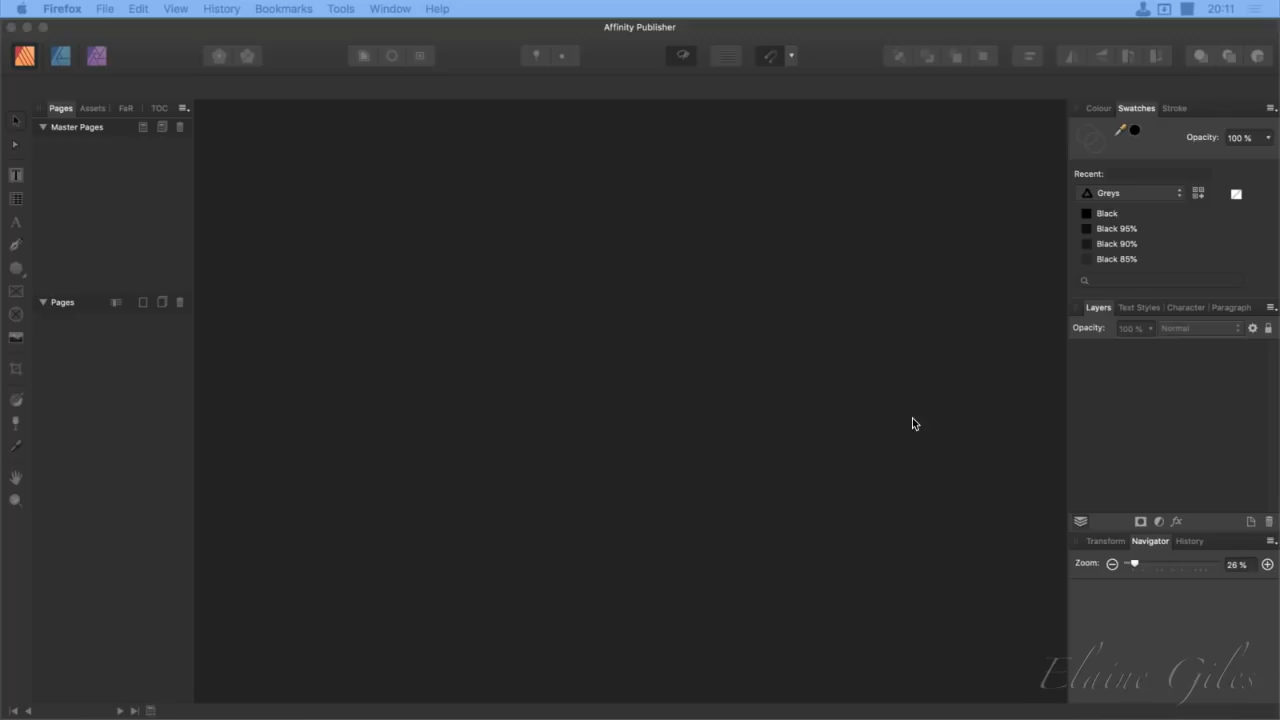 Firefox File Edit View History Bookmarks Tools Window Help 20:11
Affinity Publisher
Pages Assets FaR TOC
Master Pages
Pages
Colour Swatches Stroke
Opacity: 100 %
Recent:
Greys
Black
Black 95%
Black 90%
Black 85%
Layers Text Styles Character Paragraph
Opacity: 100 % Normal
fx
Transform Navigator History
Zoom: 26 %
Elaine Giles